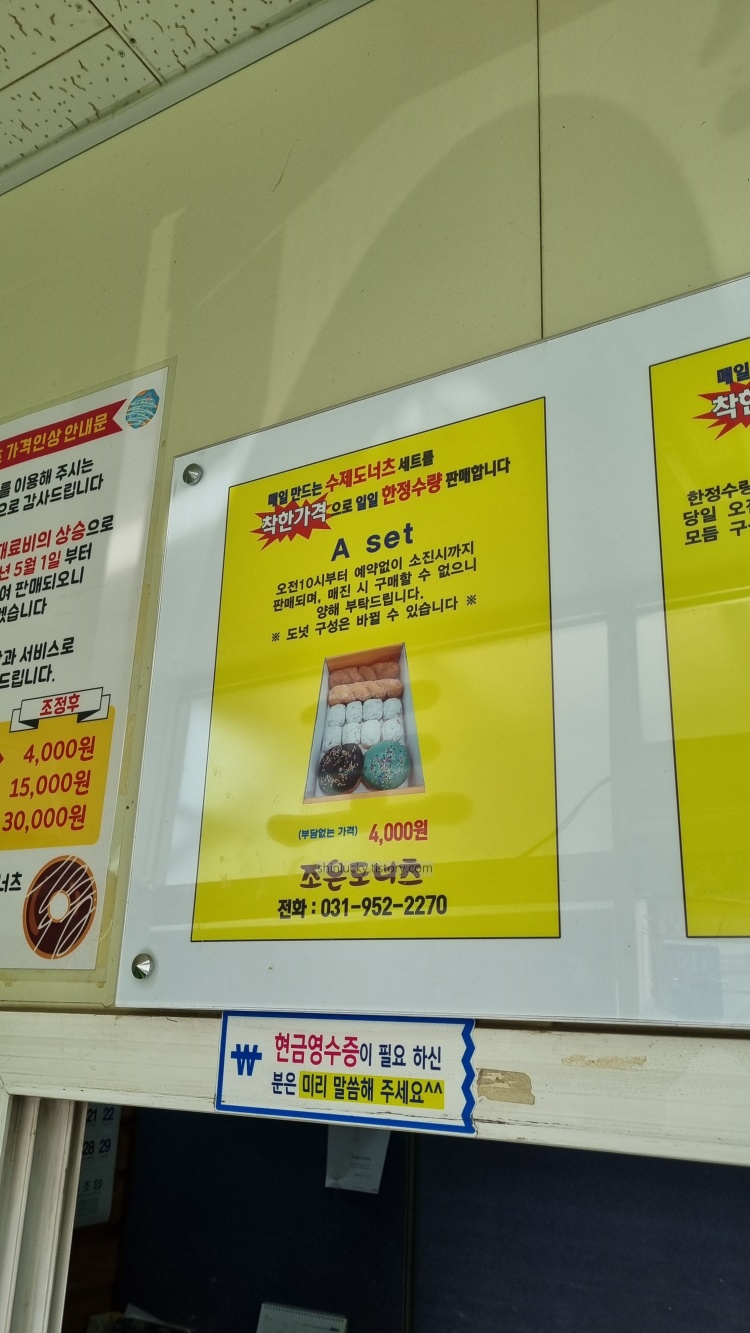 가격인상 안내문
를 이용해 주시는
으로 감사드립니다
재료비의 상승으로
년 5월 1일 부터
여 판매되오니
겠습니다
과 서비스로
드립니다.
조정후
4,000원
15,000원
30,000원
너츠
매일 만드는 수제도너츠 세트를
착한가격으로 일일 한정수량 판매합니다
A set
오전10시부터 예약없이 소진시까지
판매되며, 매진 시 구매할 수 없으니
양해 부탁드립니다.
※ 도넛 구성은 바뀔 수 있습니다 ※
(부담없는 가격) 4,000원
조은도너츠
shinlucky.tistory.com
전화 : 031-952-2270
매일
착한
한정수량
당일 오전
모듬 구
₩ 현금영수증이 필요 하신
분은 미리 말씀해 주세요^^
21 22
28 29